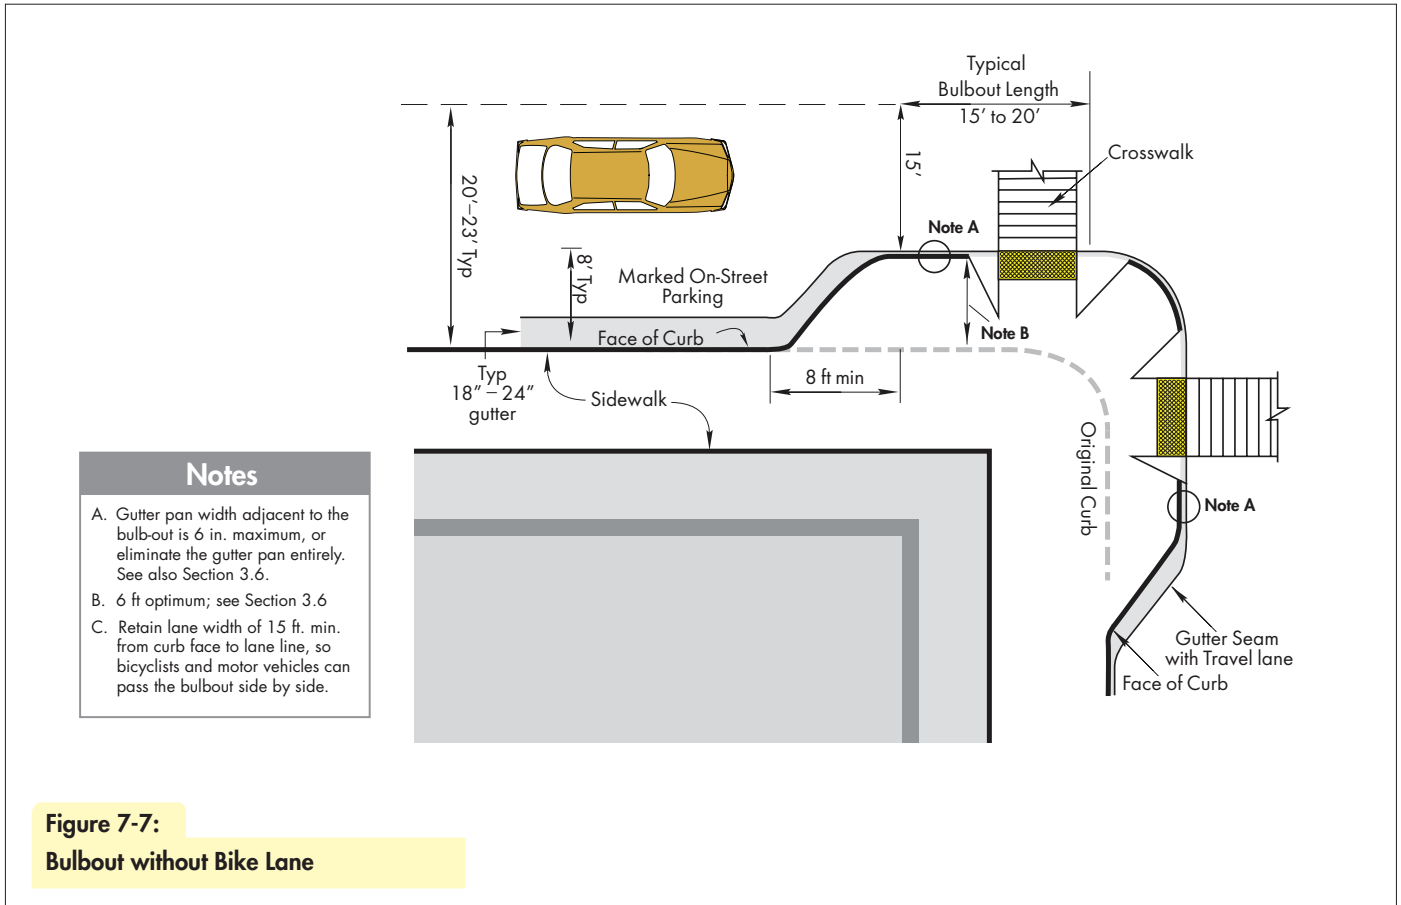 Typical
Bulbout Length
15’ to 20’
Crosswalk
15’
20’–23’ Typ
Note A
8’ Typ
Marked On-Street
Parking
Note B
Face of Curb
Typ
18” – 24”
gutter
8 ft min
Sidewalk
Original Curb
Note A
Gutter Seam
with Travel lane
Face of Curb
Notes
A. Gutter pan width adjacent to the
bulb-out is 6 in. maximum, or
eliminate the gutter pan entirely.
See also Section 3.6.
B. 6 ft optimum; see Section 3.6
C. Retain lane width of 15 ft. min.
from curb face to lane line, so
bicyclists and motor vehicles can
pass the bulbout side by side.
Figure 7-7:
Bulbout without Bike Lane